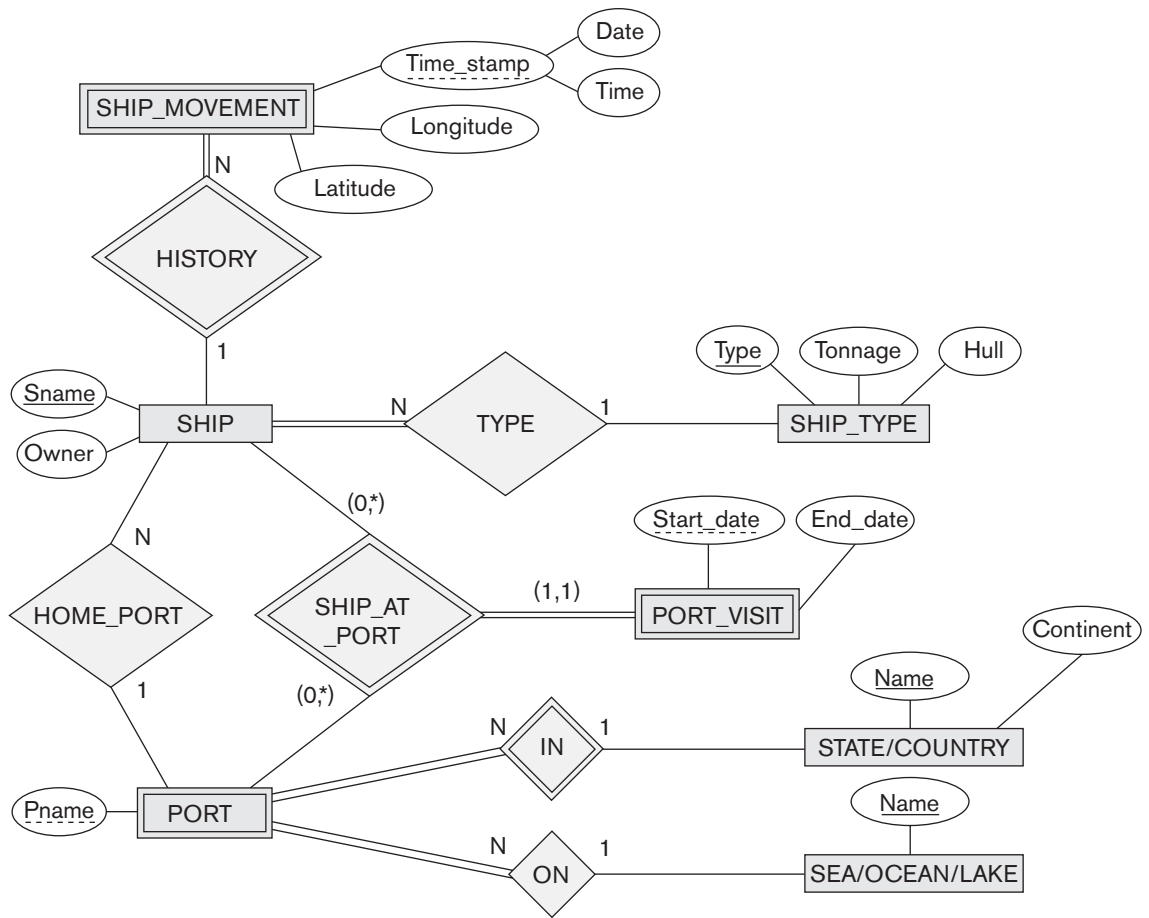 Date
Time_stamp
Time
SHIP_MOVEMENT
Longitude
N
Latitude
HISTORY
1
Type
Tonnage
Hull
Sname
SHIP
N
TYPE
1
SHIP_TYPE
Owner
(0,*)
Start_date
End_date
N
HOME_PORT
SHIP_AT
_PORT
(1,1)
PORT_VISIT
Continent
1
(0,*)
Name
N
IN
1
STATE/COUNTRY
Pname
PORT
Name
N
ON
1
SEA/OCEAN/LAKE